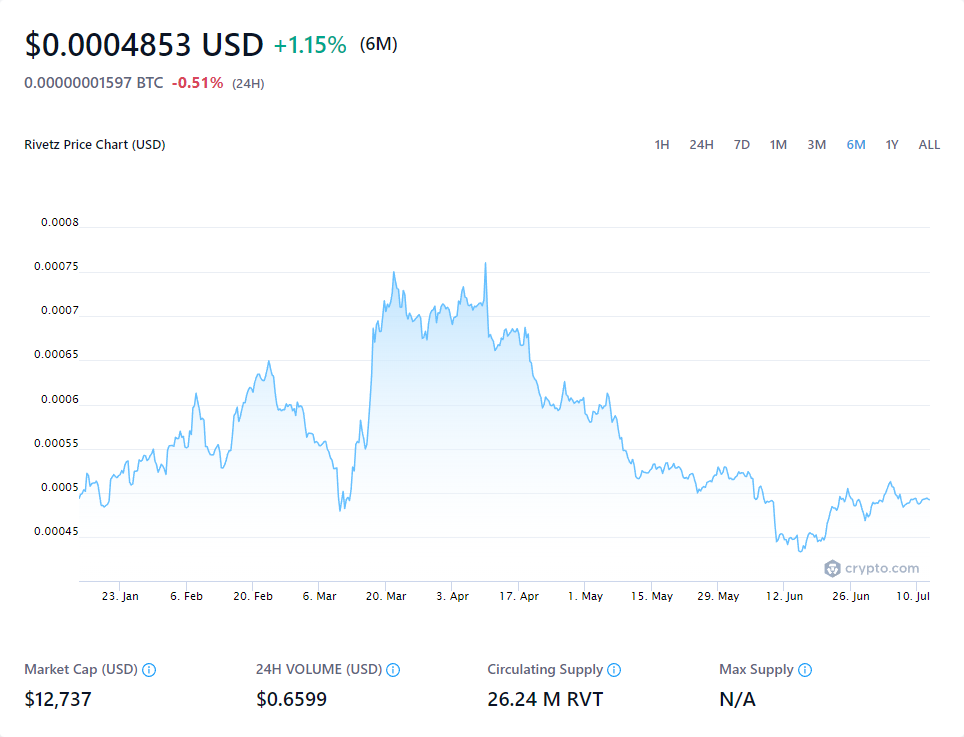 $0.0004853 USD +1.15% (6M)
0.00000001597 BTC -0.51% (24H)
Rivetz Price Chart (USD) 1H 24H 7D 1M 3M 6M 1Y ALL
0.0008
0.00075
0.0007
0.00065
0.0006
0.00055
0.0005
0.00045
crypto.com
23. Jan 6. Feb 20. Feb 6. Mar 20. Mar 3. Apr 17. Apr 1. May 15. May 29. May 12. Jun 26. Jun 10. Jul
Market Cap (USD) 24H VOLUME (USD) Circulating Supply Max Supply
$12,737 $0.6599 26.24 M RVT N/A